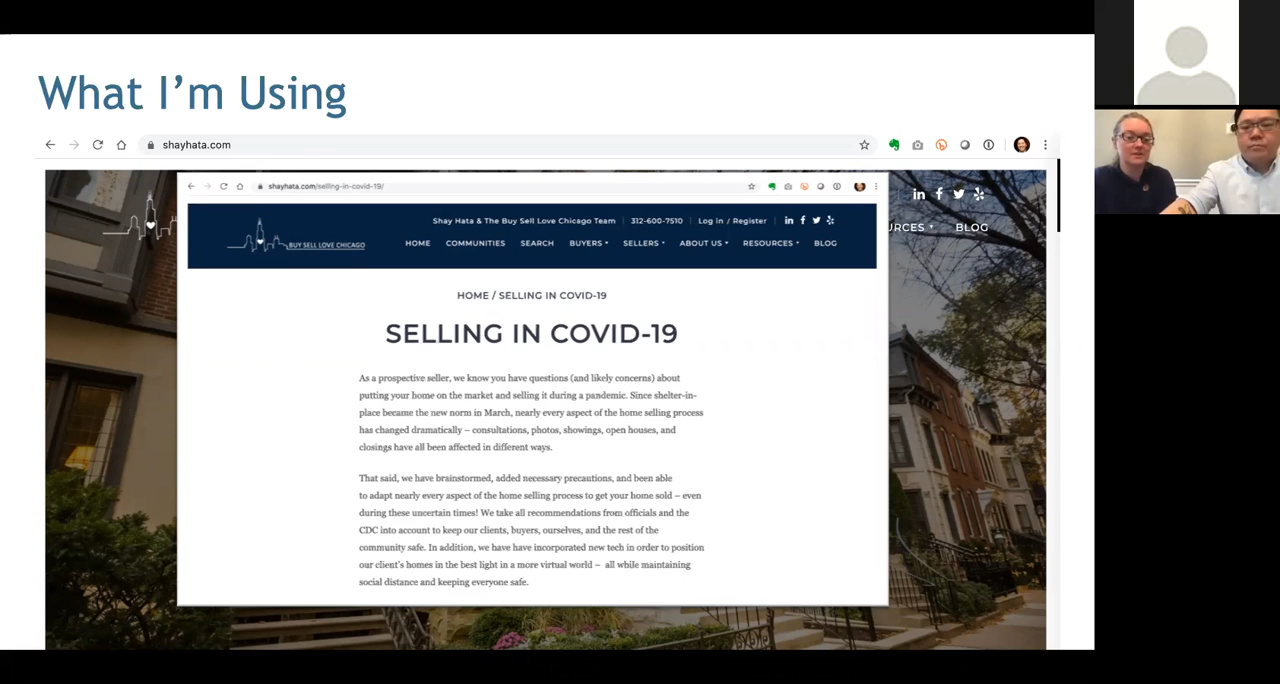 What I'm Using
shayhata.com
shayhata.com/selling-in-covid-19/
Shay Hata & The Buy Sell Love Chicago Team
312-600-7510
Log in / Register
BUY SELL LOVE CHICAGO
HOME COMMUNITIES SEARCH BUYERS SELLERS ABOUT US RESOURCES BLOG
URCES BLOG
HOME / SELLING IN COVID-19
SELLING IN COVID-19
As a prospective seller, we know you have questions (and likely concerns) about
putting your home on the market and selling it during a pandemic. Since shelter-in-
place became the new norm in March, nearly every aspect of the home selling process
has changed dramatically – consultations, photos, showings, open houses, and
closings have all been affected in different ways.
That said, we have brainstormed, added necessary precautions, and been able
to adapt nearly every aspect of the home selling process to get your home sold – even
during these uncertain times! We take all recommendations from officials and the
CDC into account to keep our clients, buyers, ourselves, and the rest of the
community safe. In addition, we have have incorporated new tech in order to position
our client's homes in the best light in a more virtual world – all while maintaining
social distance and keeping everyone safe.